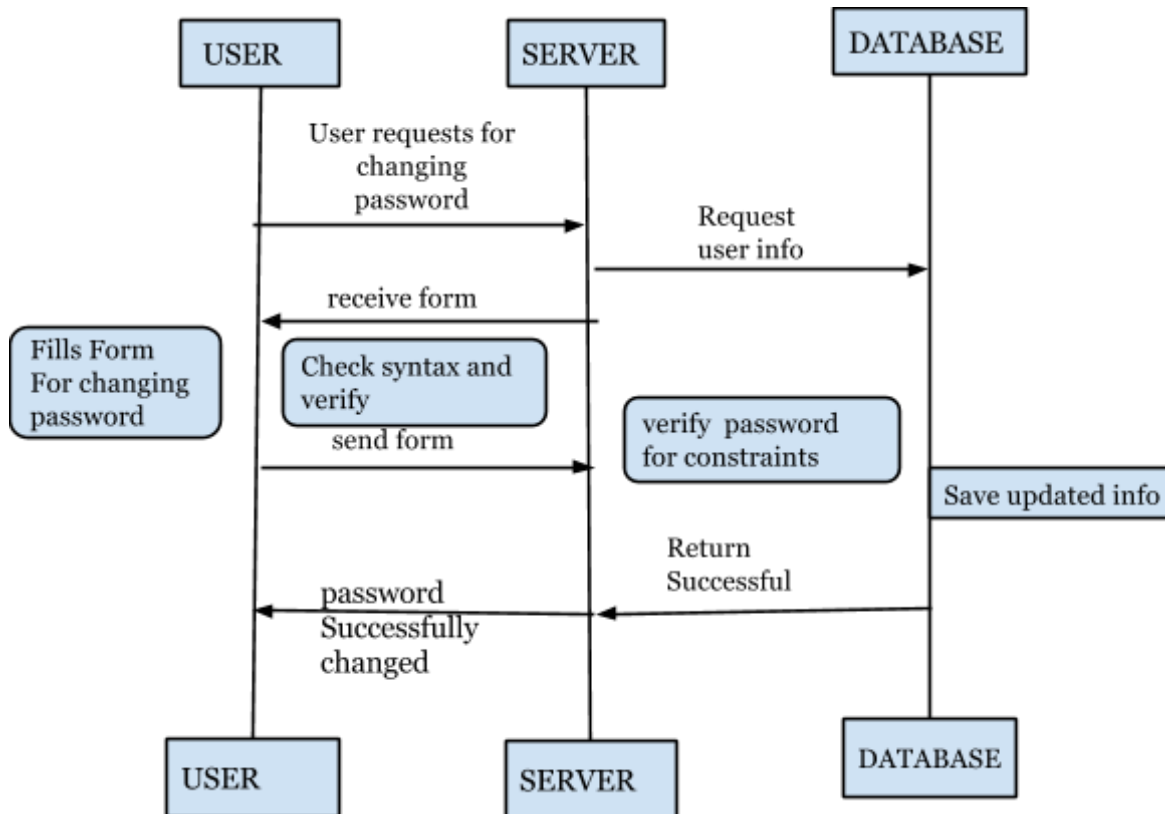 USER
SERVER
DATABASE
User requests for
changing
password
Request
user info
receive form
Fills Form
For changing
password
Check syntax and
verify
send form
verify password
for constraints
Save updated info
Return
Successful
password
Successfully
changed
USER
SERVER
DATABASE